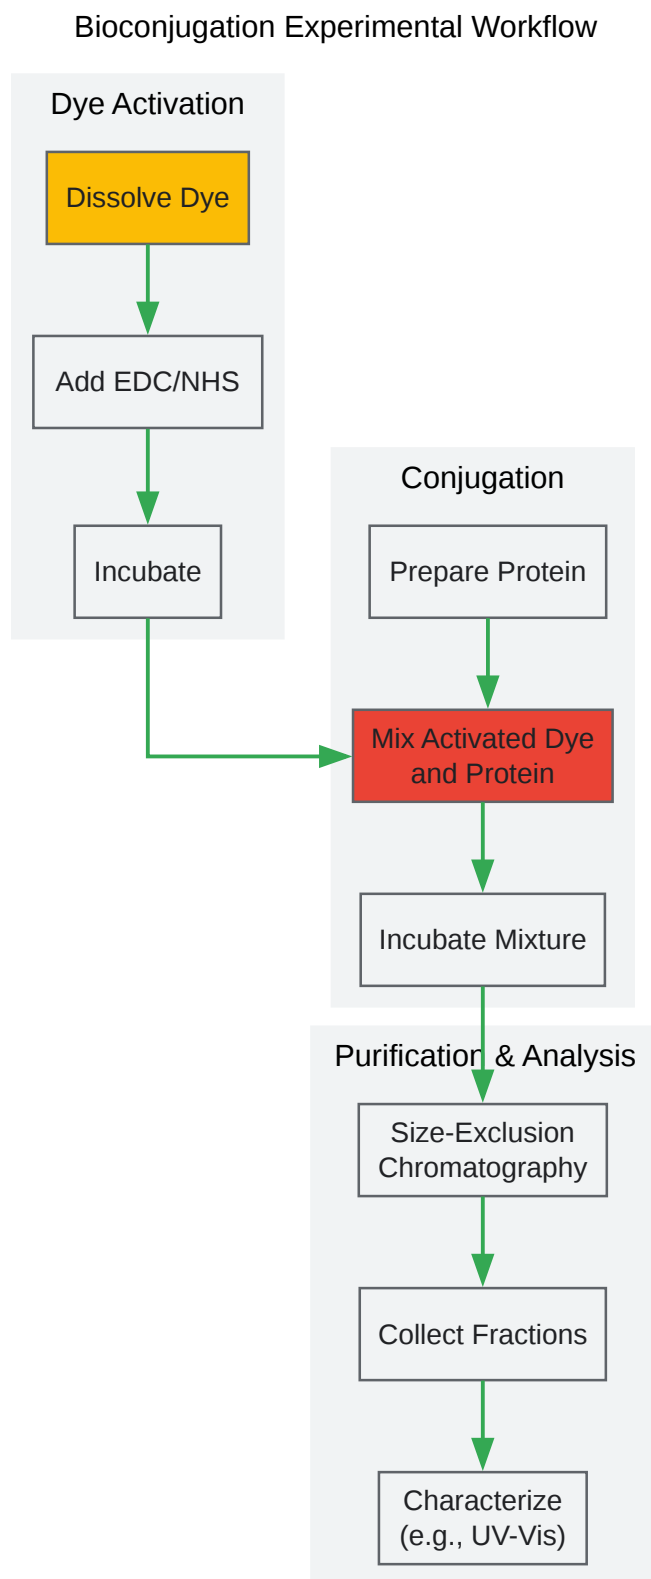 Bioconjugation Experimental Workflow
Dye Activation
Dissolve Dye
Add EDC/NHS
Incubate
Conjugation
Prepare Protein
Mix Activated Dye
and Protein
Incubate Mixture
Purification & Analysis
Size-Exclusion
Chromatography
Collect Fractions
Characterize
(e.g., UV-Vis)